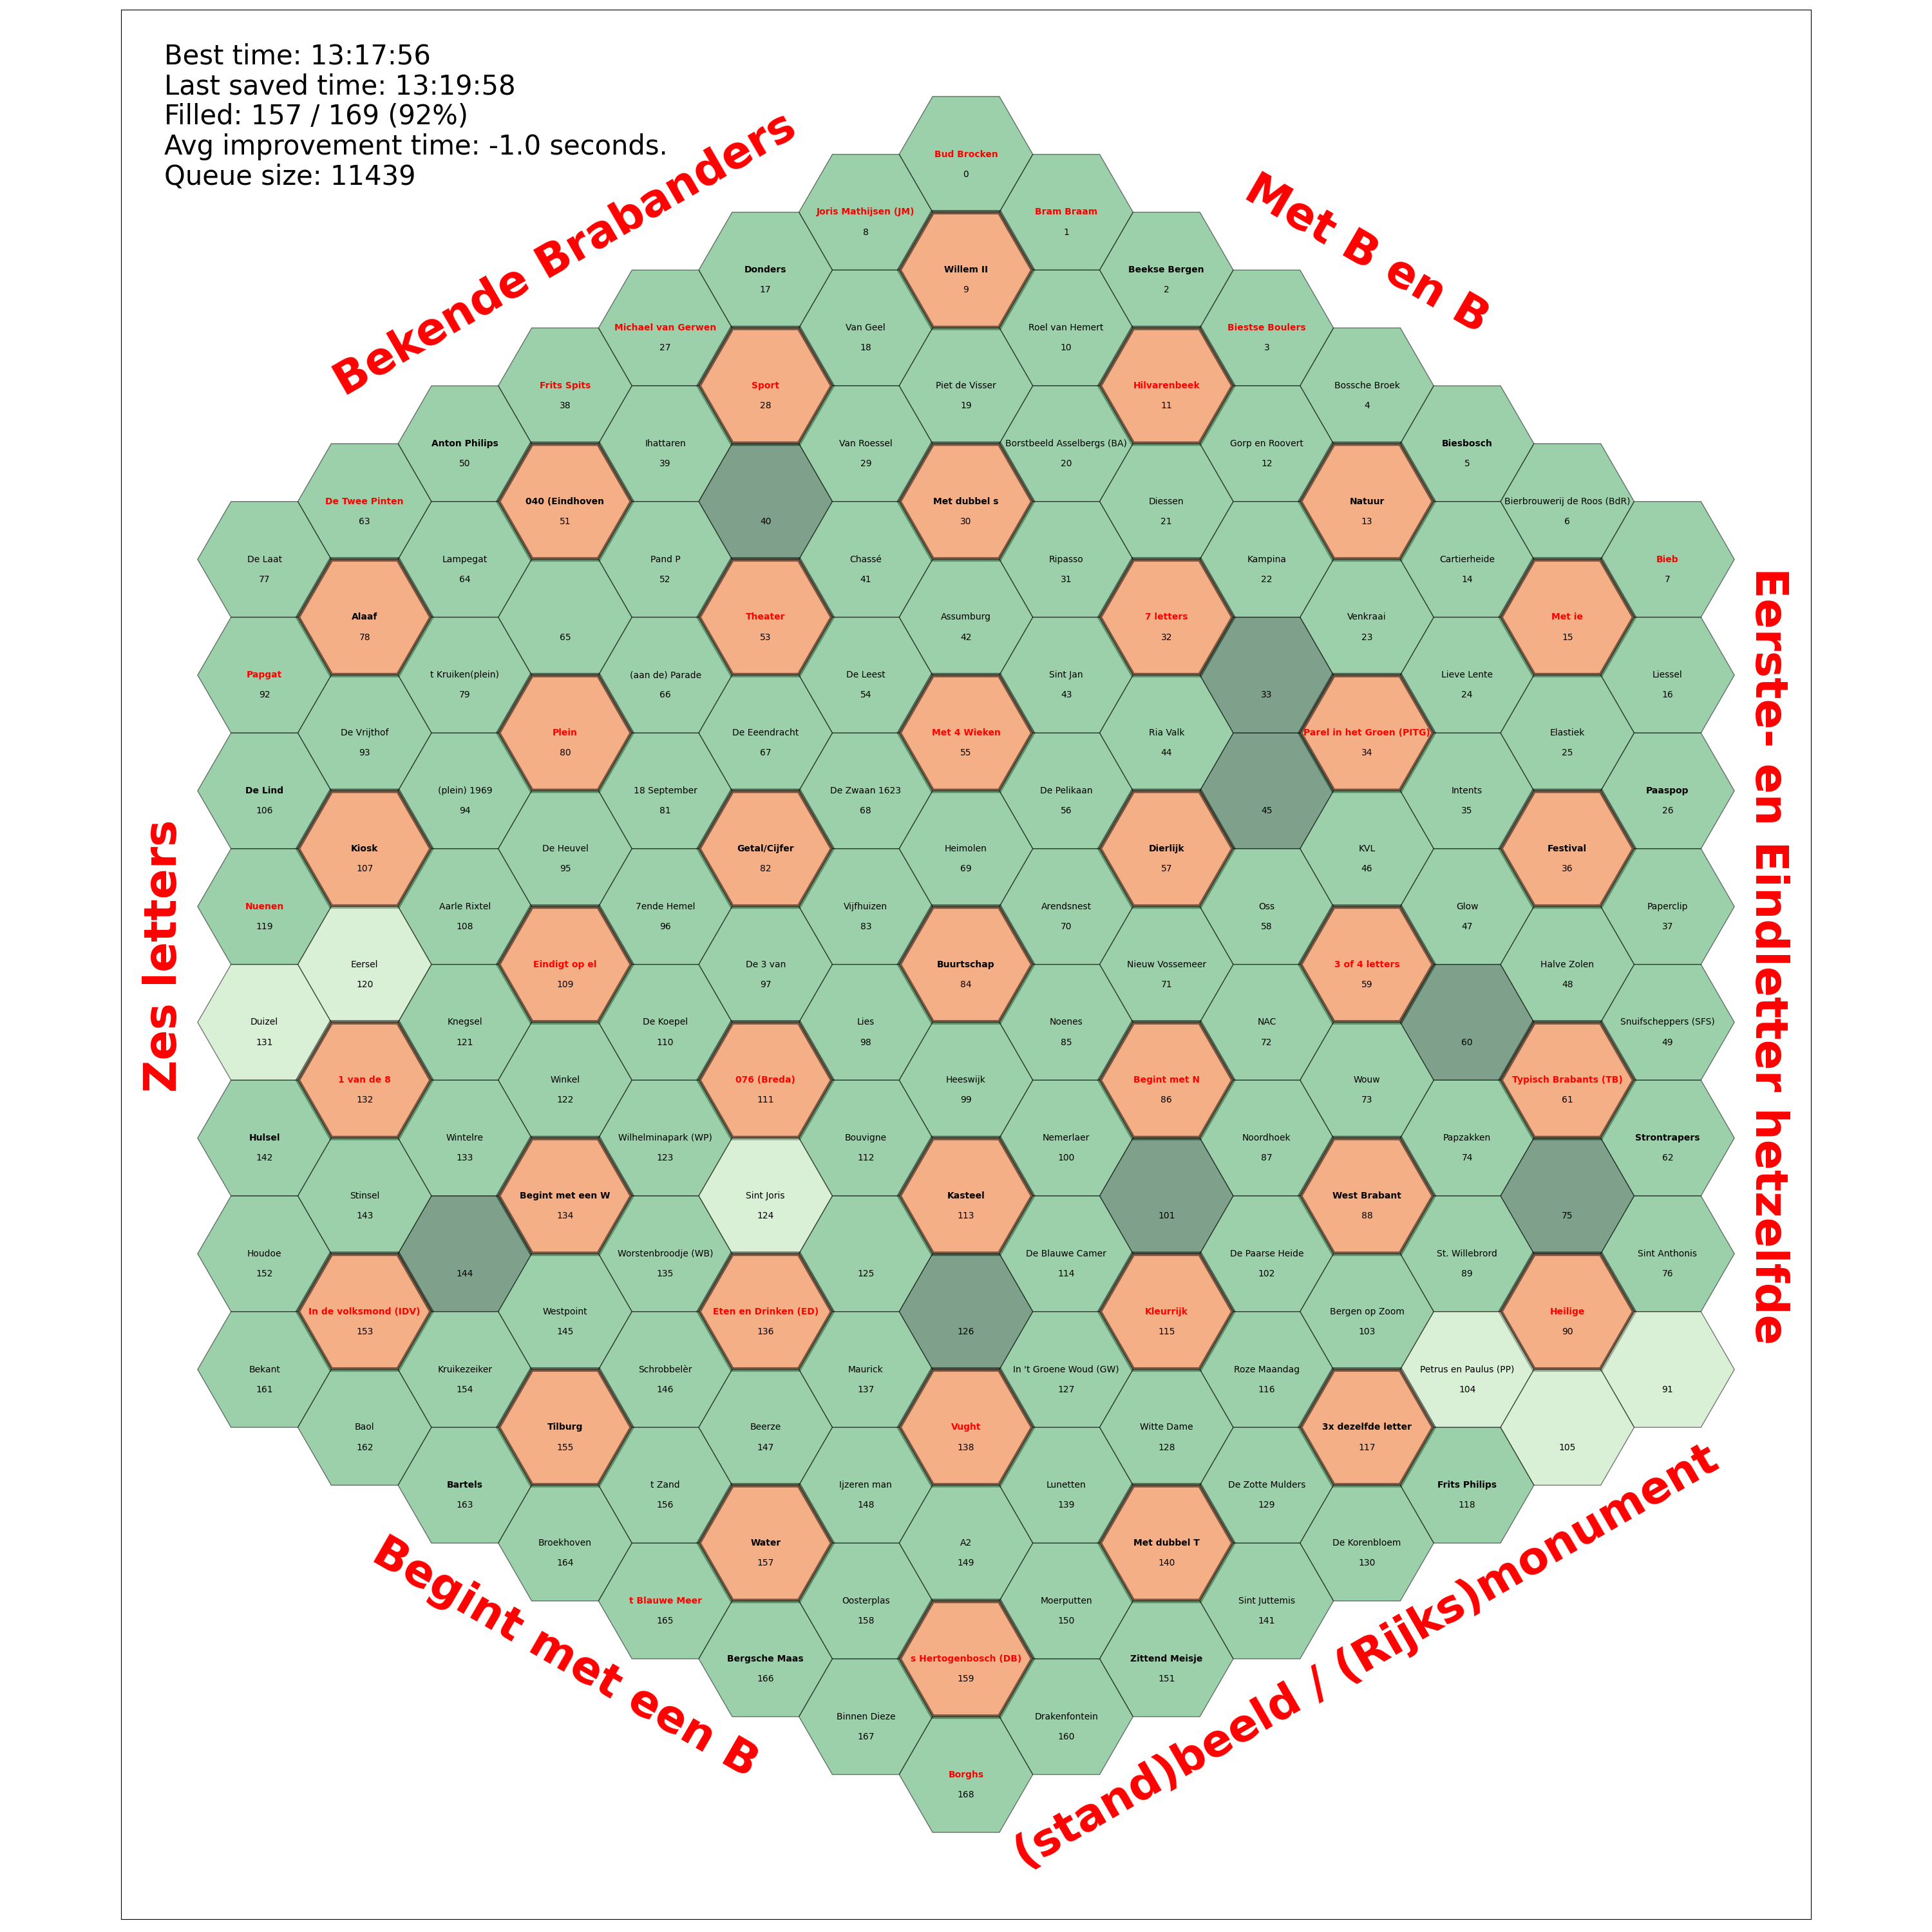 Best time: 13:17:56
Last saved time: 13:19:58
Filled: 157 / 169 (92%)
Avg improvement time: -1.0 seconds.
Queue size: 11439
Bekende Brabanders
Met B en B
Eerste- en Eindletter hetzelfde
(stand)beeld / (Rijks)monument
Begint met een B
Zes letters
Bud Brocken
0
Bram Braam
1
Beekse Bergen
2
Biestse Boulers
3
Bossche Broek
4
Biesbosch
5
Bierbrouwerij de Roos (BdR)
6
Bieb
7
Joris Mathijsen (JM)
8
Willem II
9
Roel van Hemert
10
Hilvarenbeek
11
Gorp en Roovert
12
Natuur
13
Cartierheide
14
Met ie
15
Liessel
16
Donders
17
Van Geel
18
Piet de Visser
19
Borstbeeld Asselbergs (BA)
20
Diessen
21
Kampina
22
Venkraai
23
Lieve Lente
24
Elastiek
25
Paaspop
26
Michael van Gerwen
27
Sport
28
Van Roessel
29
Met dubbel s
30
Ripasso
31
7 letters
32
33
Parel in het Groen (PITG)
34
Intents
35
Festival
36
Paperclip
37
Frits Spits
38
Ihattaren
39
40
Chassé
41
Assumburg
42
Sint Jan
43
Ria Valk
44
45
KVL
46
Glow
47
Halve Zolen
48
Snuifscheppers (SFS)
49
Anton Philips
50
040 (Eindhoven
51
Pand P
52
Theater
53
De Leest
54
Met 4 Wieken
55
De Pelikaan
56
Dierlijk
57
Oss
58
3 of 4 letters
59
60
Typisch Brabants (TB)
61
Strontrapers
62
De Twee Pinten
63
Lampegat
64
65
(aan de) Parade
66
De Eeendracht
67
De Zwaan 1623
68
Heimolen
69
Arendsnest
70
Nieuw Vossemeer
71
NAC
72
Wouw
73
Papzakken
74
75
Sint Anthonis
76
De Laat
77
Alaaf
78
t Kruiken(plein)
79
Plein
80
18 September
81
Getal/Cijfer
82
Vijfhuizen
83
Buurtschap
84
Noenes
85
Begint met N
86
Noordhoek
87
West Brabant
88
St. Willebrord
89
Heilige
90
91
Papgat
92
De Vrijthof
93
(plein) 1969
94
De Heuvel
95
7ende Hemel
96
De 3 van
97
Lies
98
Heeswijk
99
Nemerlaer
100
101
De Paarse Heide
102
Bergen op Zoom
103
Petrus en Paulus (PP)
104
105
De Lind
106
Kiosk
107
Aarle Rixtel
108
Eindigt op el
109
De Koepel
110
076 (Breda)
111
Bouvigne
112
Kasteel
113
De Blauwe Camer
114
Kleurrijk
115
Roze Maandag
116
3x dezelfde letter
117
Frits Philips
118
Nuenen
119
Eersel
120
Knegsel
121
Winkel
122
Wilhelminapark (WP)
123
Sint Joris
124
125
126
In 't Groene Woud (GW)
127
Witte Dame
128
De Zotte Mulders
129
De Korenbloem
130
Duizel
131
1 van de 8
132
Wintelre
133
Begint met een W
134
Worstenbroodje (WB)
135
Eten en Drinken (ED)
136
Maurick
137
Vught
138
Lunetten
139
Met dubbel T
140
Sint Juttemis
141
Hulsel
142
Stinsel
143
144
Westpoint
145
Schrobbelèr
146
Beerze
147
Ijzeren man
148
A2
149
Moerputten
150
Zittend Meisje
151
Houdoe
152
In de volksmond (IDV)
153
Kruikezeiker
154
Tilburg
155
t Zand
156
Water
157
Oosterplas
158
s Hertogenbosch (DB)
159
Drakenfontein
160
Bekant
161
Baol
162
Bartels
163
Broekhoven
164
t Blauwe Meer
165
Bergsche Maas
166
Binnen Dieze
167
Borghs
168